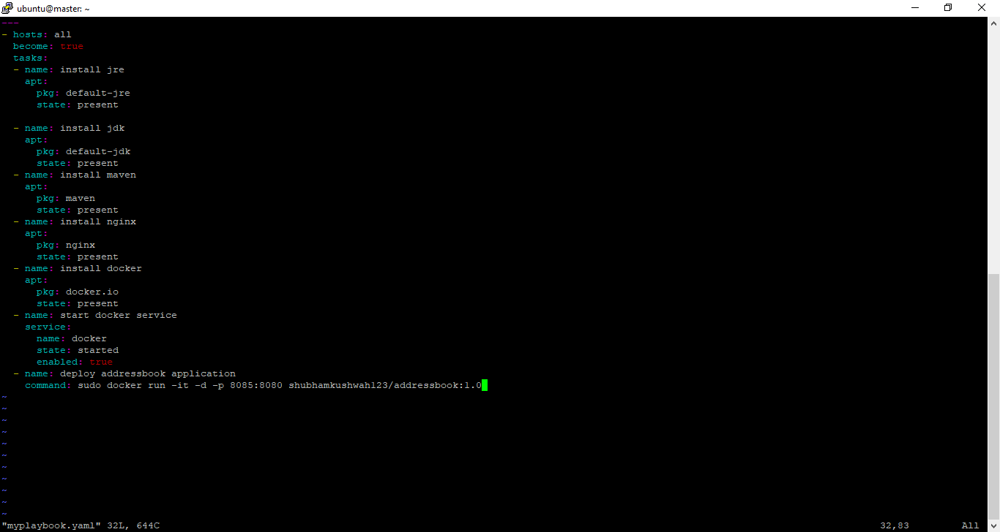 ubuntu@master: ~
---
- hosts: all
  become: true
  tasks:
  - name: install jre
    apt:
      pkg: default-jre
      state: present

  - name: install jdk
    apt:
      pkg: default-jdk
      state: present
  - name: install maven
    apt:
      pkg: maven
      state: present
  - name: install nginx
    apt:
      pkg: nginx
      state: present
  - name: install docker
    apt:
      pkg: docker.io
      state: present
  - name: start docker service
    service:
      name: docker
      state: started
      enabled: true
  - name: deploy addressbook application
    command: sudo docker run -it -d -p 8085:8080 shubhamkushwah123/addressbook:1.0
~
~
~
~
~
~
~
~
~
~
~
"myplaybook.yaml" 32L, 644C 32,83 All